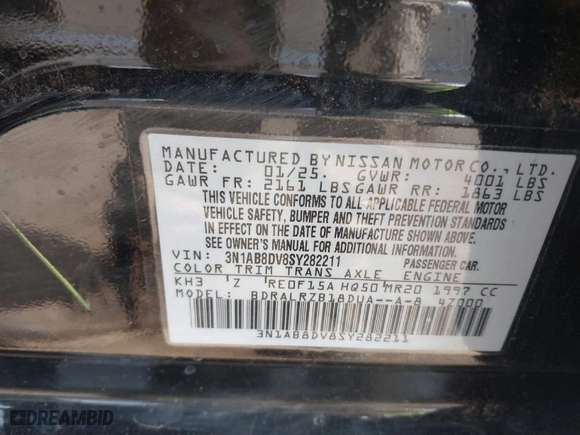 MANUFACTURED BY NISSAN MOTOR CO., LTD.
DATE: 01/25. GVWR: 4001 LBS
GAWR FR: 2161 LBS GAWR RR: 1863 LBS
THIS VEHICLE CONFORMS TO ALL APPLICABLE FEDERAL MOTOR
VEHICLE SAFETY, BUMPER AND THEFT PREVENTION STANDARDS
IN EFFECT ON THE DATE OF MANUFACTURE SHOWN ABOVE.
SEE OWNER'S MANUAL FOR ADDITIONAL INFORMATION.
VIN: 3N1AB8DV8SY282211 PASSENGER CAR.
COLOR TRIM TRANS AXLE ENGINE
KH3 'Z 'RE0F15A HQ50 MR20 1997 CC
MODEL: BDRALRZB18DUA--A-8 47000
3N1AB8DV8SY282211
DREAMBID